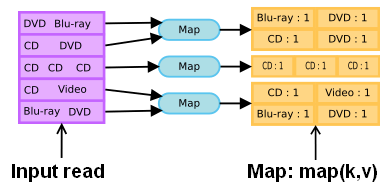 DVD Blu-ray
CD DVD
CD CD CD
CD Video
Blu-ray DVD
Map
Map
Map
Blu-ray : 1 DVD : 1
CD : 1 DVD : 1
CD : 1 CD : 1 CD : 1
CD : 1 Video : 1
Blu-ray : 1 DVD : 1
Input read
Map: map(k,v)